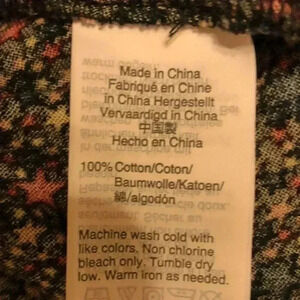 Made in China
Fabriqué en Chine
in China Hergestellt
Vervaardigd in China
中国製
Hecho en China
100% Cotton/Coton/
Baumwolle/Katoen/
綿/algodón
Machine wash cold with
like colors. Non chlorine
bleach only. Tumble dry
low. Warm iron as needed.